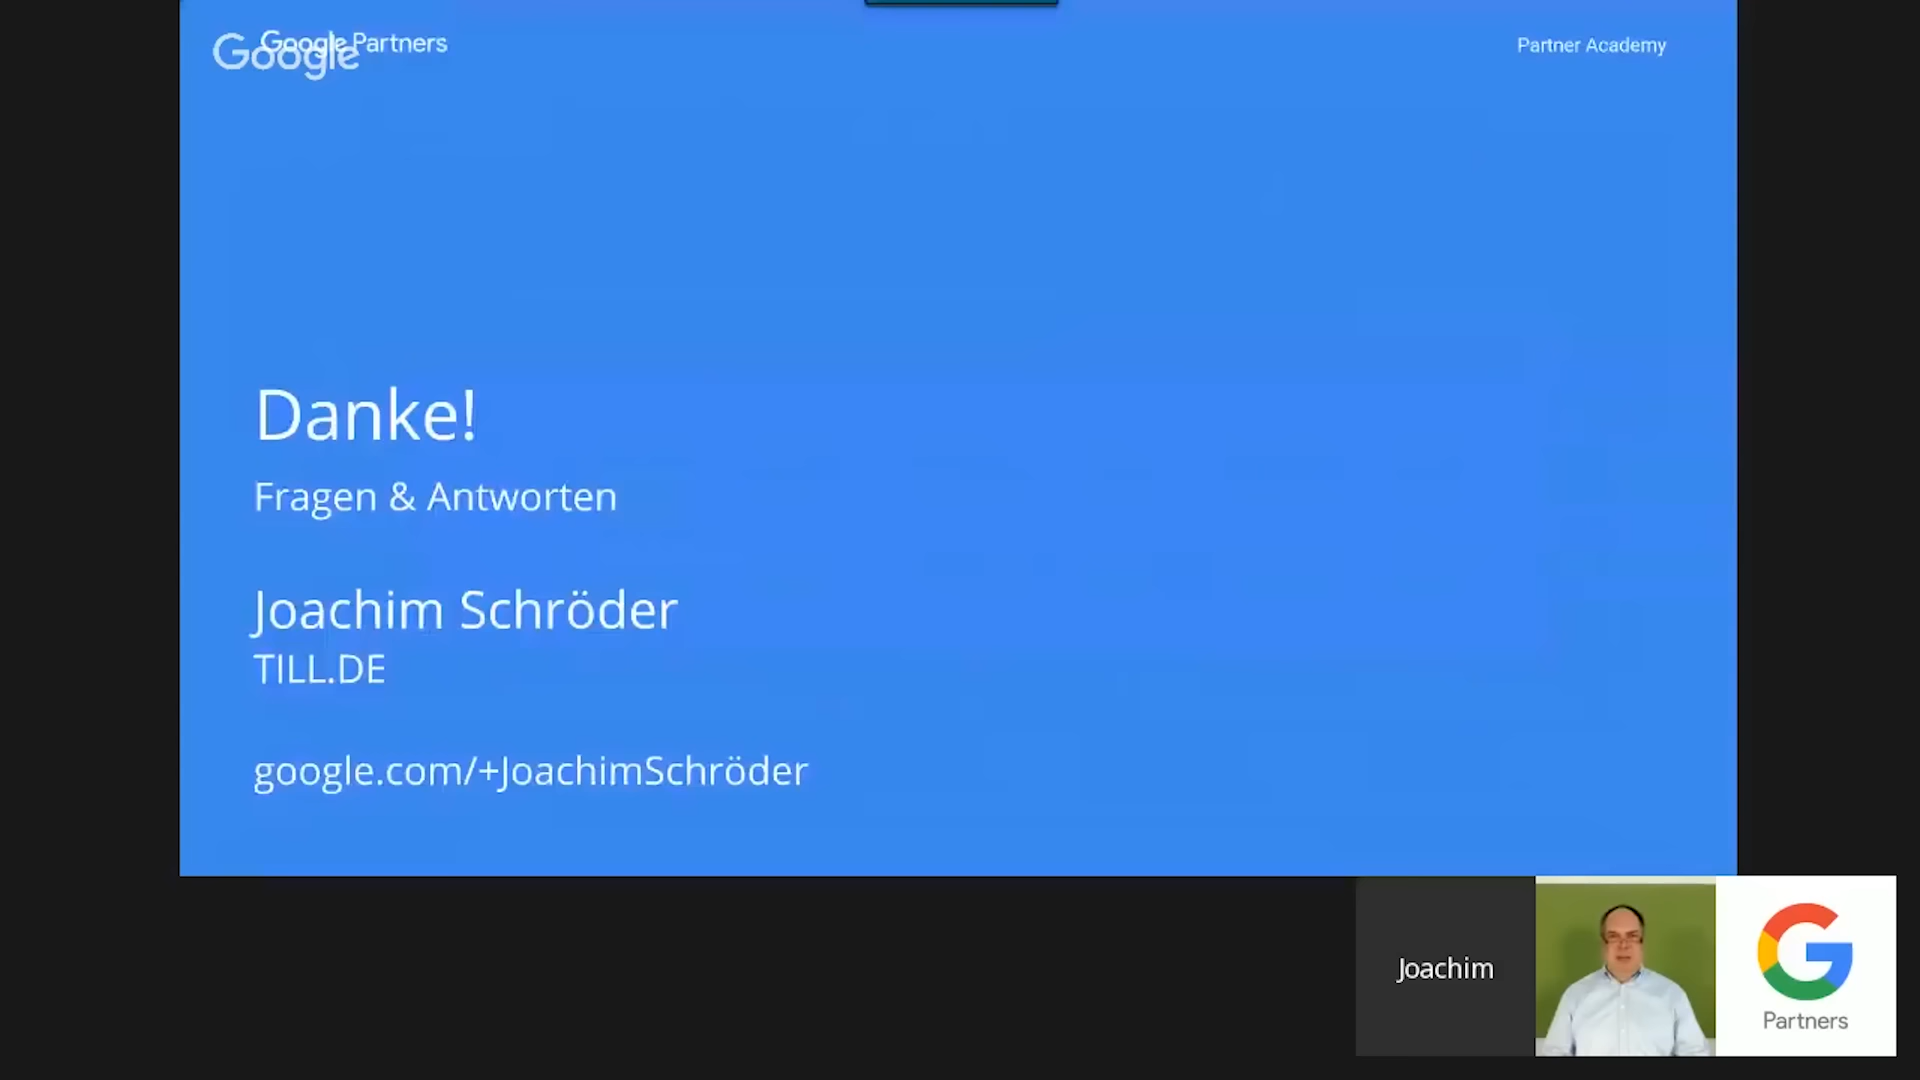 Google Partners
Google
Partner Academy
Danke!
Fragen & Antworten
Joachim Schröder
TILL.DE
google.com/+JoachimSchröder
Joachim
Partners